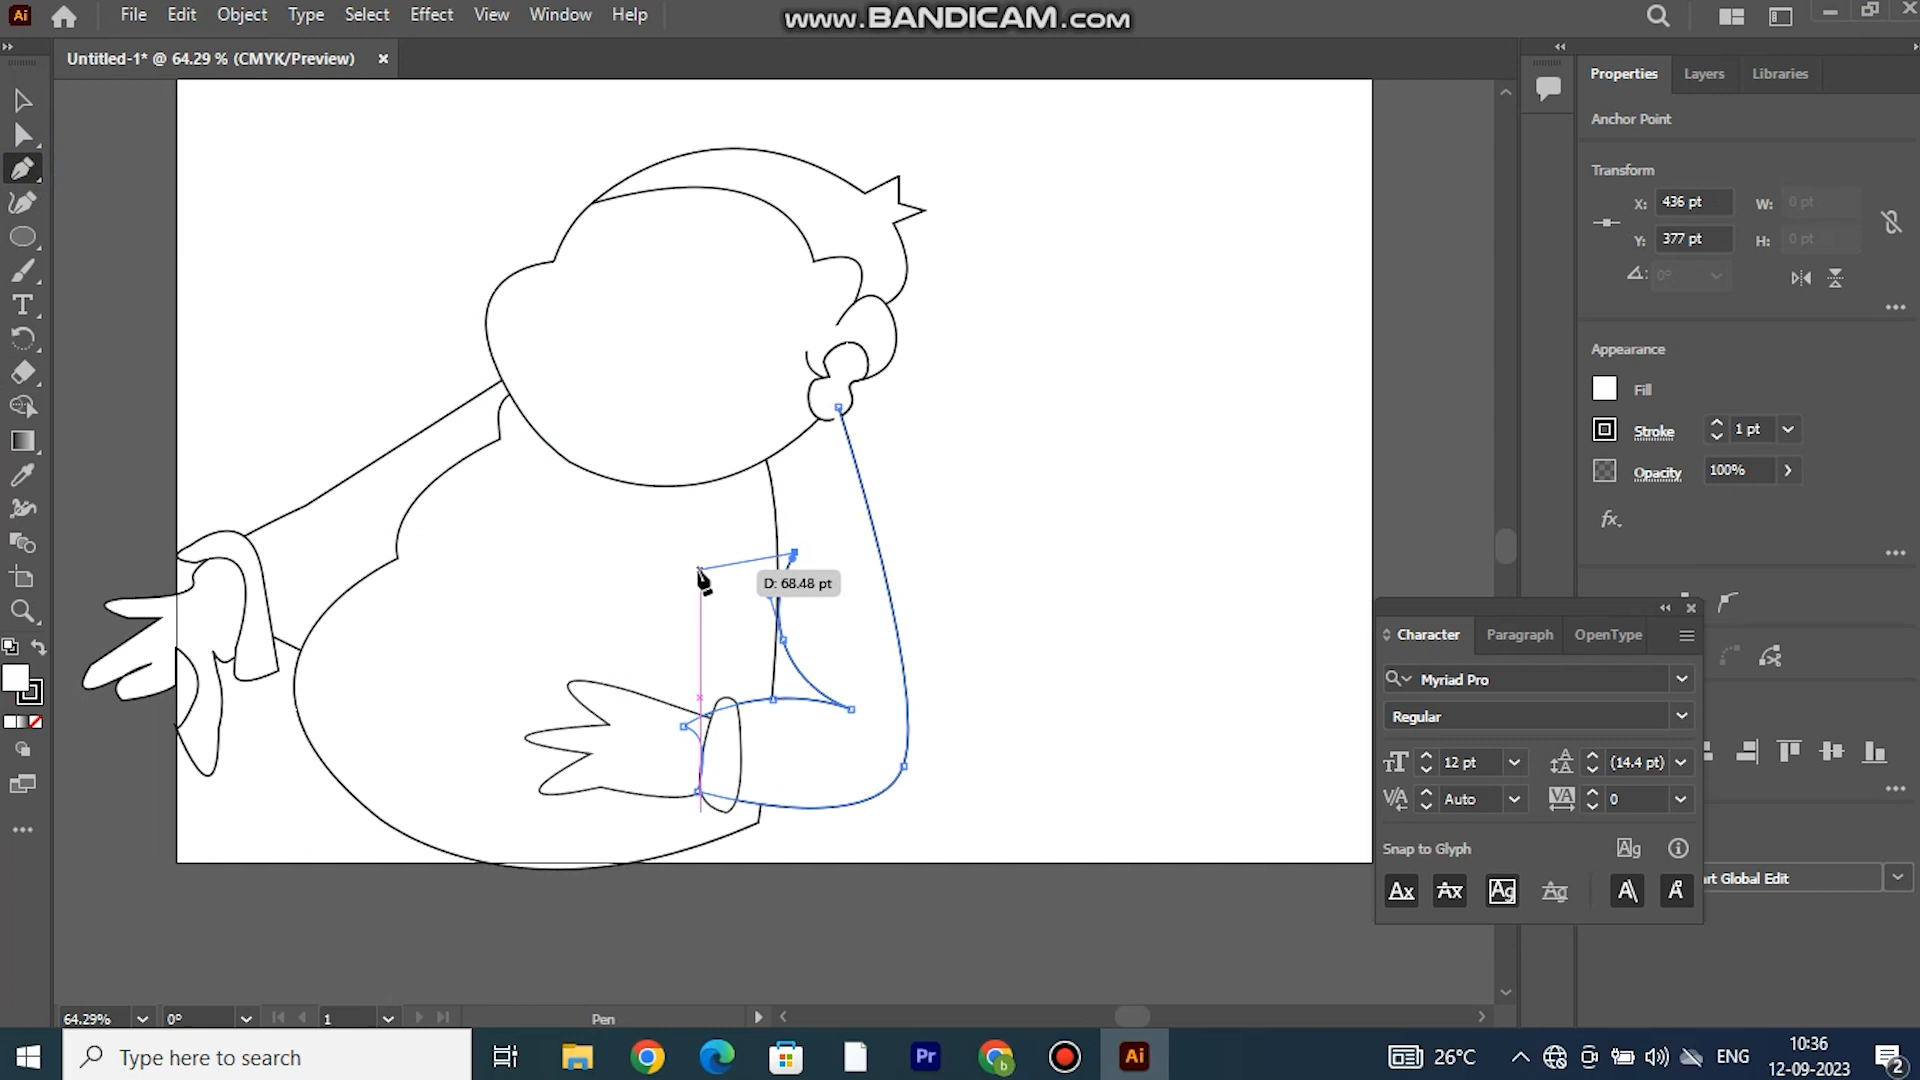 Ai File Edit Object Type Select Effect View Window Help
www.BANDICAM.com
Untitled-1* @ 64.29 % (CMYK/Preview) ×
Properties Layers Libraries
Anchor Point
Transform
X: 436 pt W: 0 pt
Y: 377 pt H: 0 pt
0°
Appearance
Fill
Stroke 1 pt
Opacity 100%
fx.
D: 68.48 pt
Character Paragraph OpenType
Myriad Pro
Regular
12 pt (14.4 pt)
Auto 0
Snap to Glyph
rt Global Edit
64.29% 0° 1 Pen
Type here to search
Pr Ai 26°C ENG
10:36
12-09-2023
2